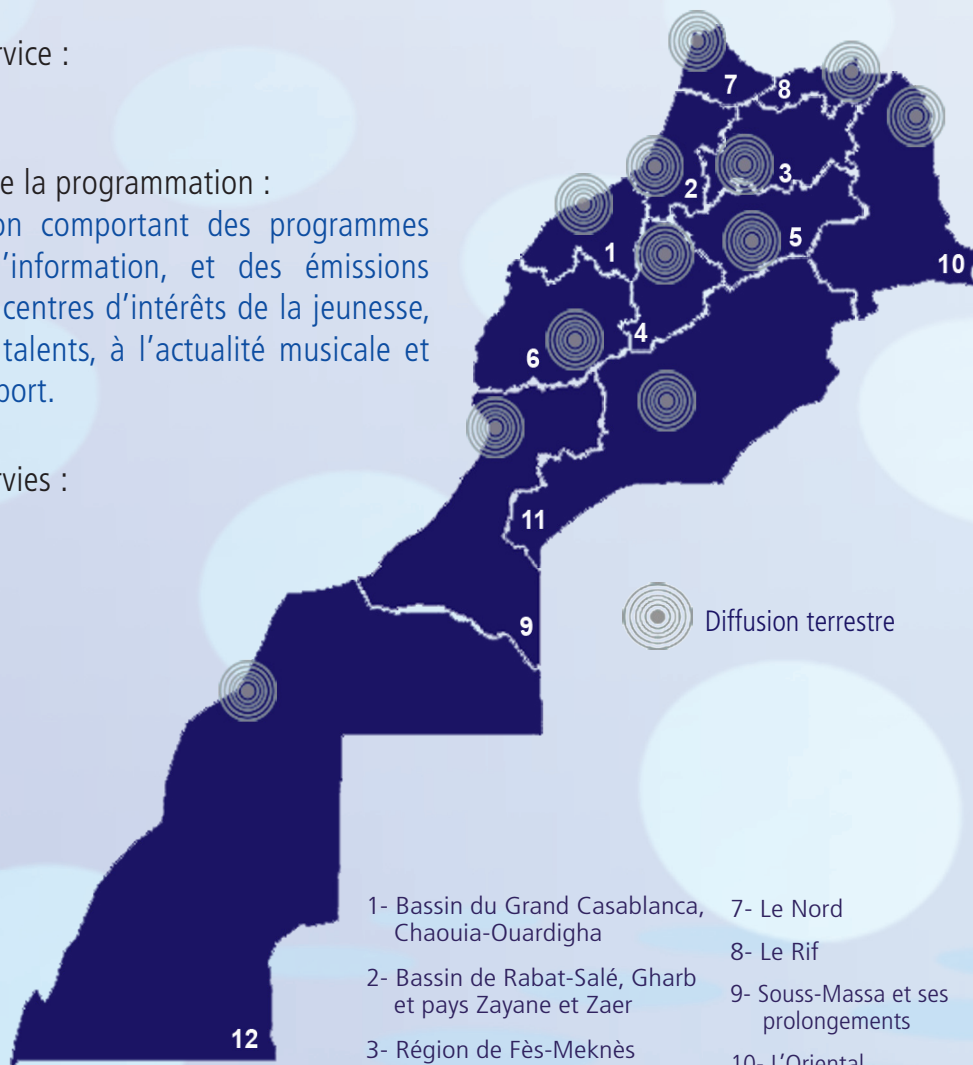 rvice :
e la programmation :
on comportant des programmes
'information, et des émissions
centres d'intérêts de la jeunesse,
talents, à l'actualité musicale et
port.
rvies :
7
8
3
2
5
1
10
4
6
11
9
Diffusion terrestre
12
1- Bassin du Grand Casablanca,
Chaouia-Ouardigha
2- Bassin de Rabat-Salé, Gharb
et pays Zayane et Zaer
3- Région de Fès-Meknès
7- Le Nord
8- Le Rif
9- Souss-Massa et ses
prolongements
10- L'Oriental